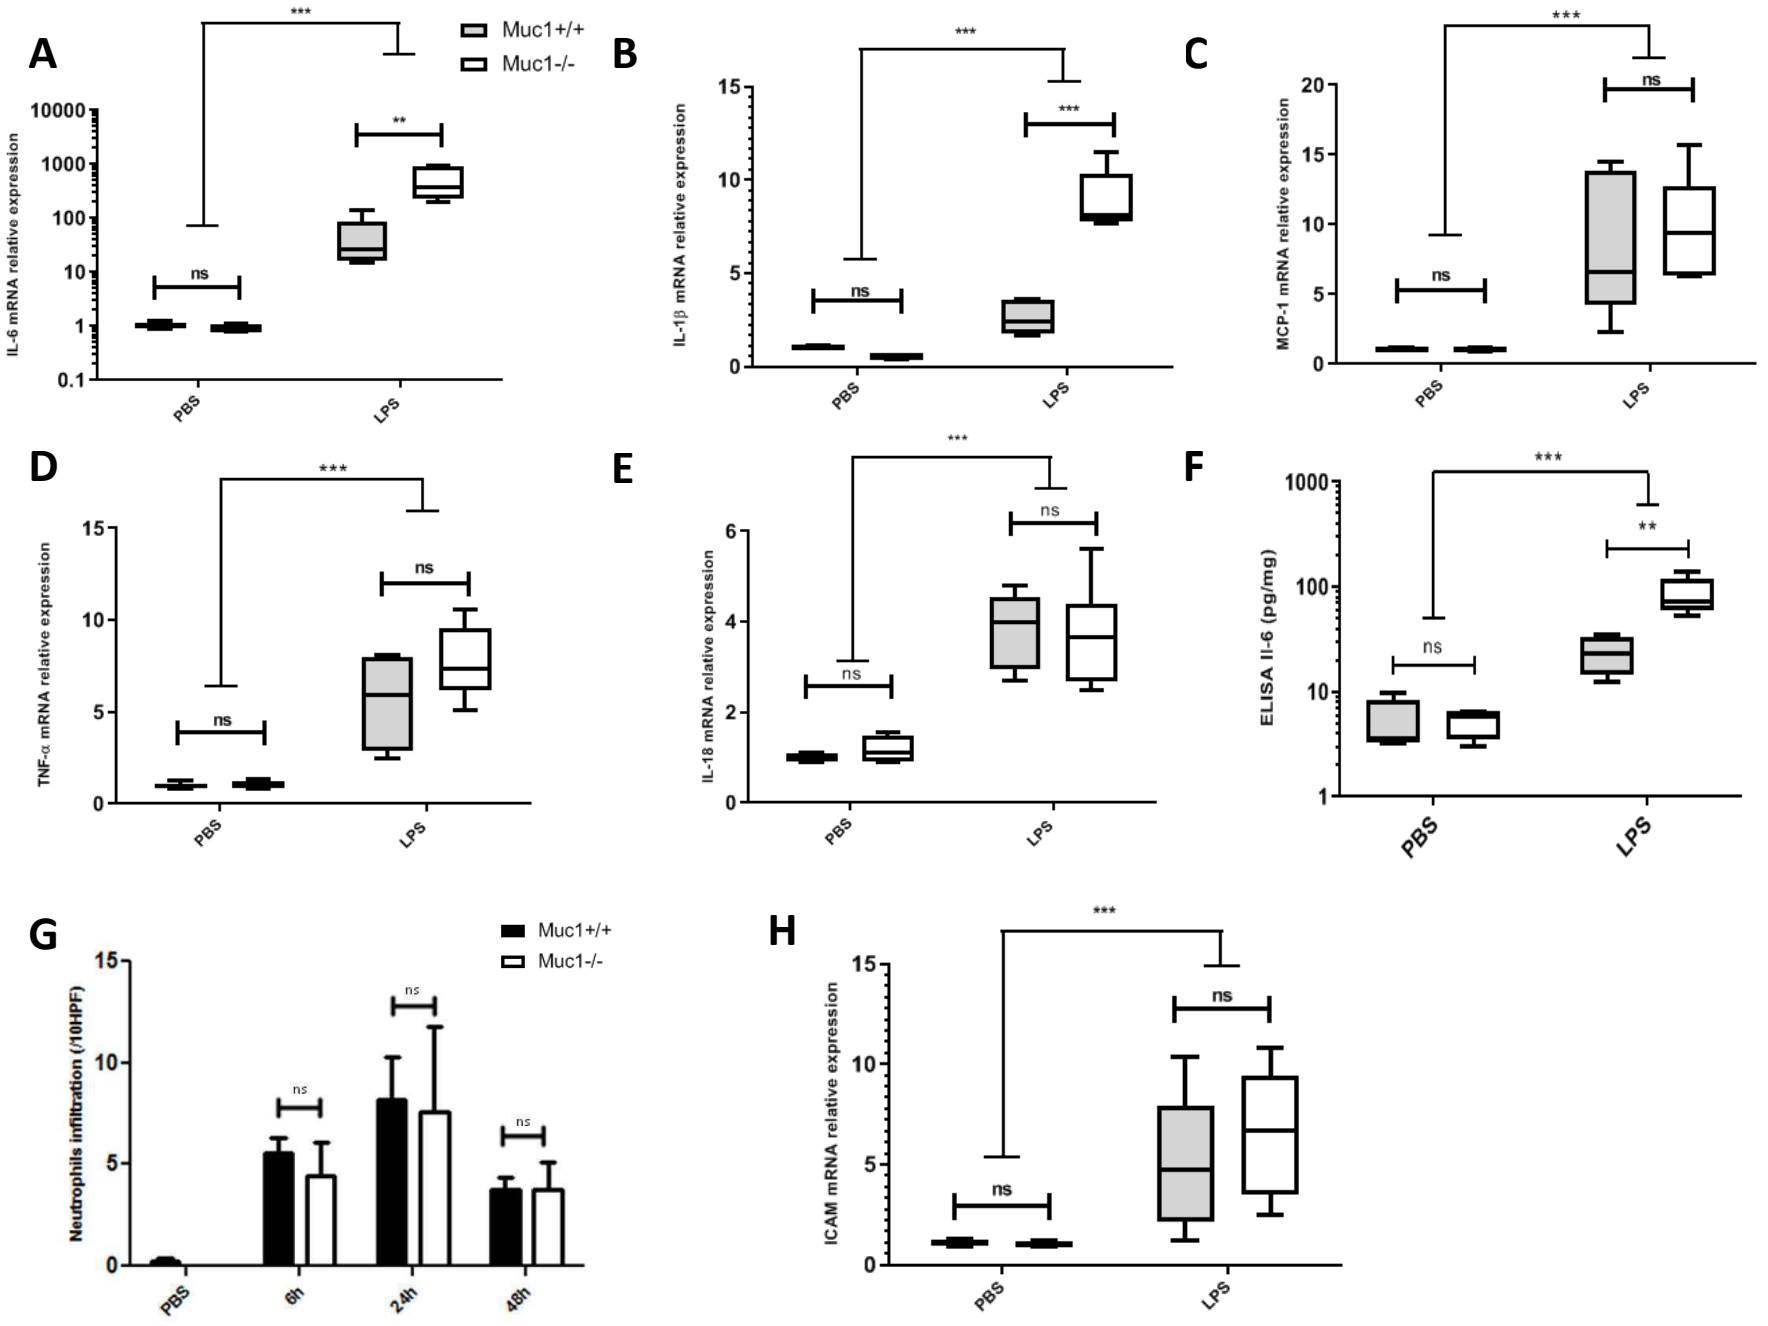 A
***
Muc1+/+
Muc1-/-
IL-6 mRNA relative expression
10000
1000
100
10
1
0.1
**
ns
PBS
LPS
B
***
IL-1β mRNA relative expression
15
10
5
0
***
ns
PBS
LPS
C
***
MCP-1 mRNA relative expression
20
15
10
5
0
ns
ns
PBS
LPS
D
***
TNF-α mRNA relative expression
15
10
5
0
ns
ns
PBS
LPS
E
***
IL-18 mRNA relative expression
6
4
2
0
ns
ns
PBS
LPS
F
***
ELISA Il-6 (pg/mg)
1000
100
10
1
**
ns
PBS
LPS
G
Muc1+/+
Muc1-/-
Neutrophils infiltration (/10HPF)
15
10
5
0
ns
ns
ns
PBS
6h
24h
48h
H
***
ICAM mRNA relative expression
15
10
5
0
ns
ns
PBS
LPS